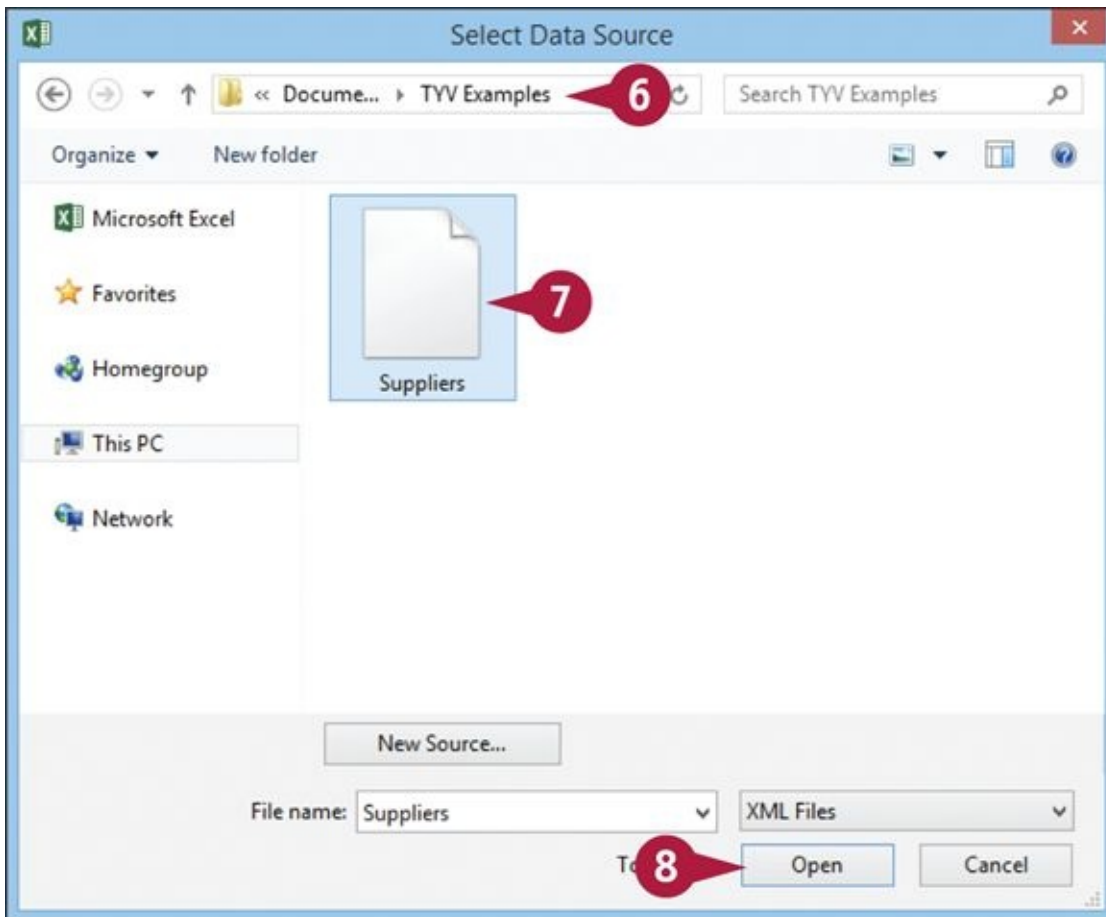 Select Data Source
« Docume... TYV Examples 6 Search TYV Examples
Organize New folder
Microsoft Excel
Favorites
Homegroup
This PC
Network
7
Suppliers
New Source...
File name: Suppliers XML Files
8 Open Cancel